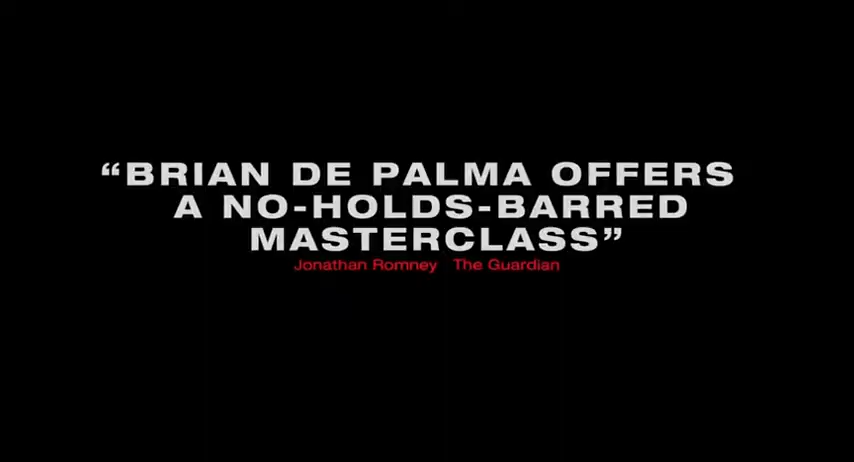 “BRIAN DE PALMA OFFERS
A NO-HOLDS-BARRED
MASTERCLASS”
Jonathan Romney The Guardian